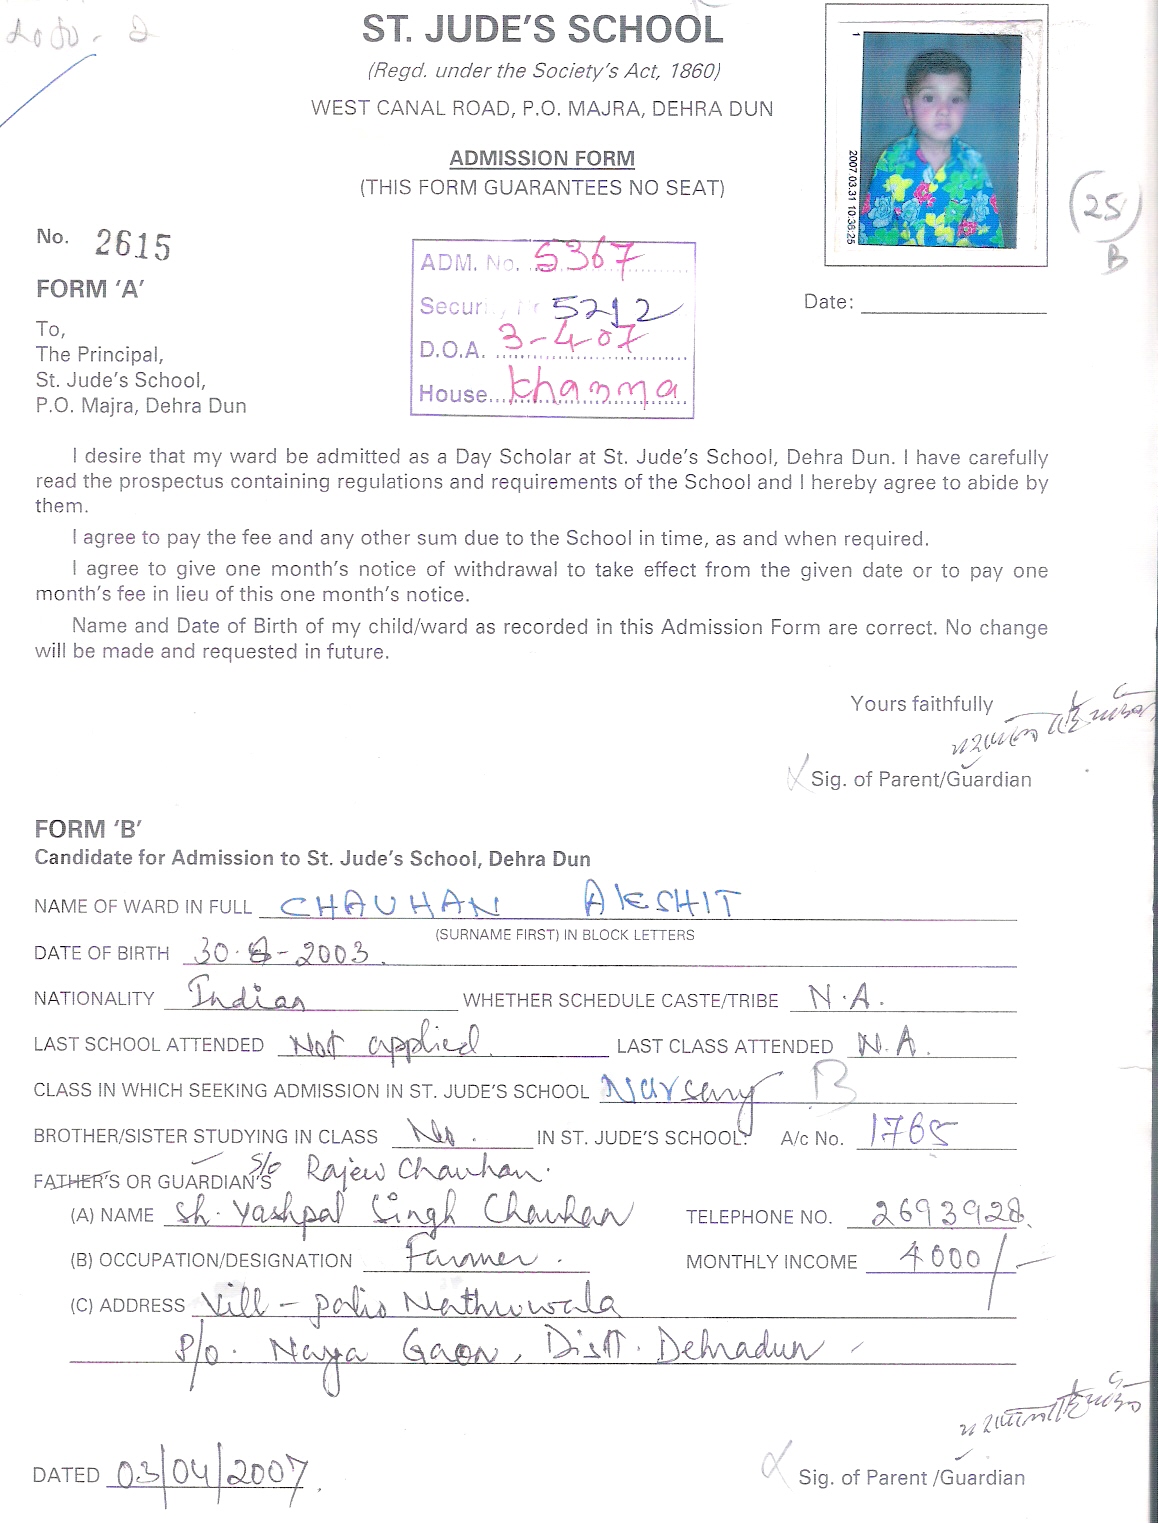 ST. JUDE'S SCHOOL
(Regd. under the Society's Act, 1860)
WEST CANAL ROAD, P.O. MAJRA, DEHRA DUN
ADMISSION FORM
(THIS FORM GUARANTEES NO SEAT)
1
2007.03.31 10:36:25
25
B
No. 2615
ADM. No. 5367
5212
D.O.A. 3-4-07
House khanma
FORM 'A'
Date:
To,
The Principal,
St. Jude's School,
P.O. Majra, Dehra Dun
I desire that my ward be admitted as a Day Scholar at St. Jude's School, Dehra Dun. I have carefully
read the prospectus containing regulations and requirements of the School and I hereby agree to abide by
them.
I agree to pay the fee and any other sum due to the School in time, as and when required.
I agree to give one month's notice of withdrawal to take effect from the given date or to pay one
month's fee in lieu of this one month's notice.
Name and Date of Birth of my child/ward as recorded in this Admission Form are correct. No change
will be made and requested in future.
Yours faithfully
Sig. of Parent/Guardian
FORM 'B'
Candidate for Admission to St. Jude's School, Dehra Dun
NAME OF WARD IN FULL CHAUHAN AKSHIT
(SURNAME FIRST) IN BLOCK LETTERS
DATE OF BIRTH 30- -2003
NATIONALITY Indian WHETHER SCHEDULE CASTE/TRIBE N.A.
LAST SCHOOL ATTENDED Not applied LAST CLASS ATTENDED N.A.
CLASS IN WHICH SEEKING ADMISSION IN ST. JUDE'S SCHOOL Nursery B
BROTHER/SISTER STUDYING IN CLASS No. IN ST. JUDE'S SCHOOL: A/c No. 1765
FATHER'S OR GUARDIAN'S S/o Rajew Chauhan.
(A) NAME Sh. Yashpal Singh Chauhan TELEPHONE NO. 2693928
(B) OCCUPATION/DESIGNATION Farmer. MONTHLY INCOME 4000/-
(C) ADDRESS Vill - Nathuwala
P/o. Naya Gaon, Distt. Dehradun
DATED 03/04/2007.
Sig. of Parent /Guardian